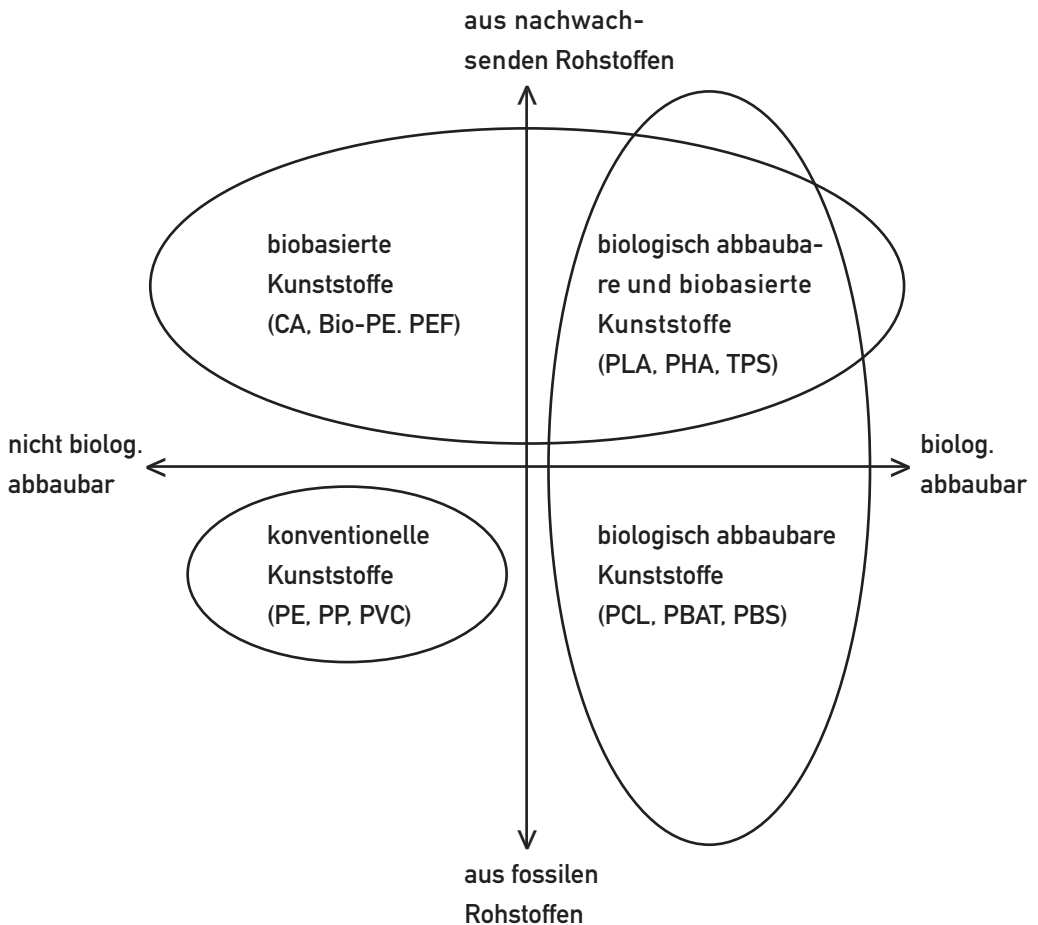 aus nachwach-
senden Rohstoffen
biobasierte
Kunststoffe
(CA, Bio-PE. PEF)
biologisch abbauba-
re und biobasierte
Kunststoffe
(PLA, PHA, TPS)
nicht biolog.
abbaubar
biolog.
abbaubar
konventionelle
Kunststoffe
(PE, PP, PVC)
biologisch abbaubare
Kunststoffe
(PCL, PBAT, PBS)
aus fossilen
Rohstoffen